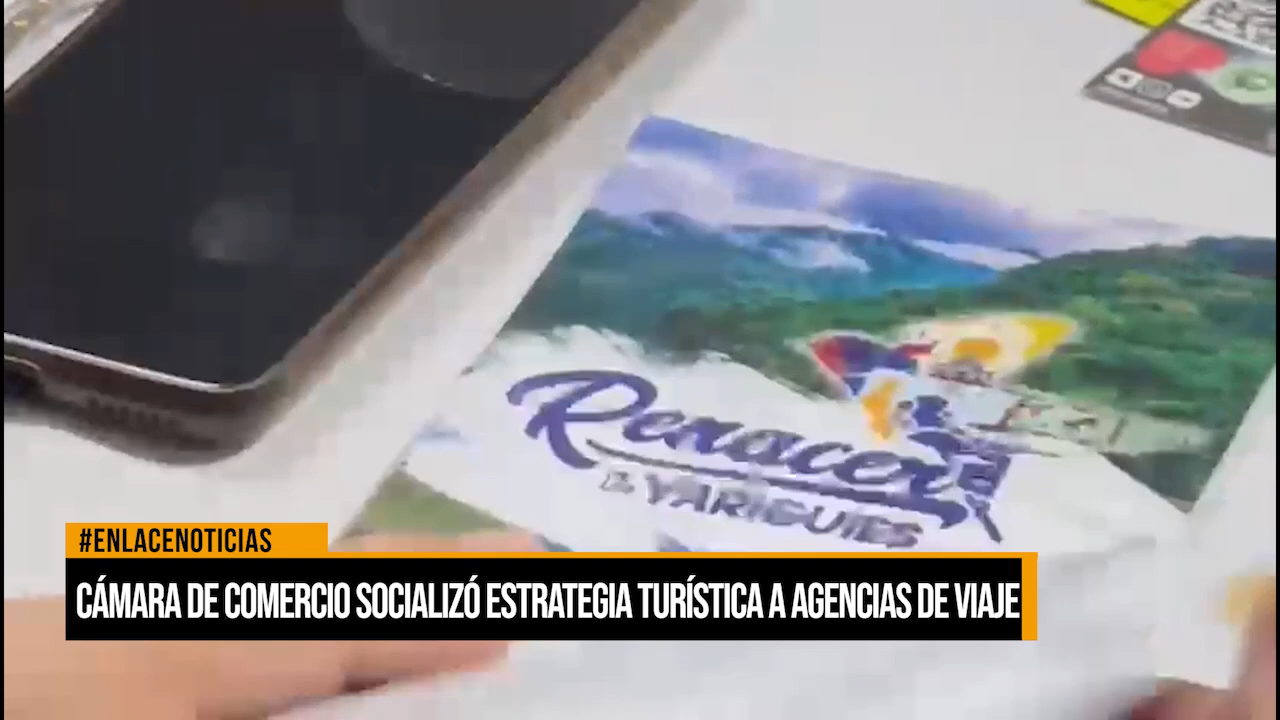 Renacer
YARIGUÍES
#ENLACENOTICIAS
CÁMARA DE COMERCIO SOCIALIZÓ ESTRATEGIA TURÍSTICA A AGENCIAS DE VIAJE